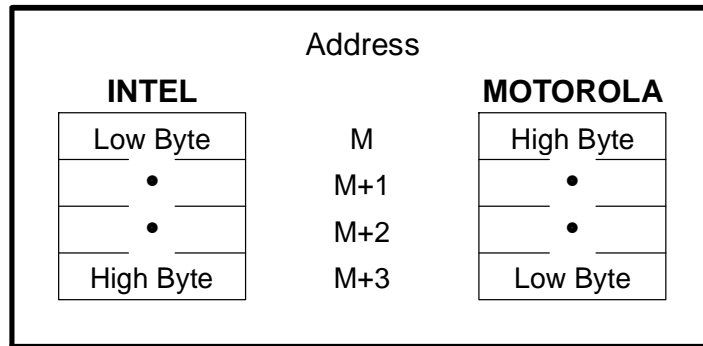 Address
INTEL MOTOROLA
Low Byte M High Byte
• M+1 •
• M+2 •
High Byte M+3 Low Byte